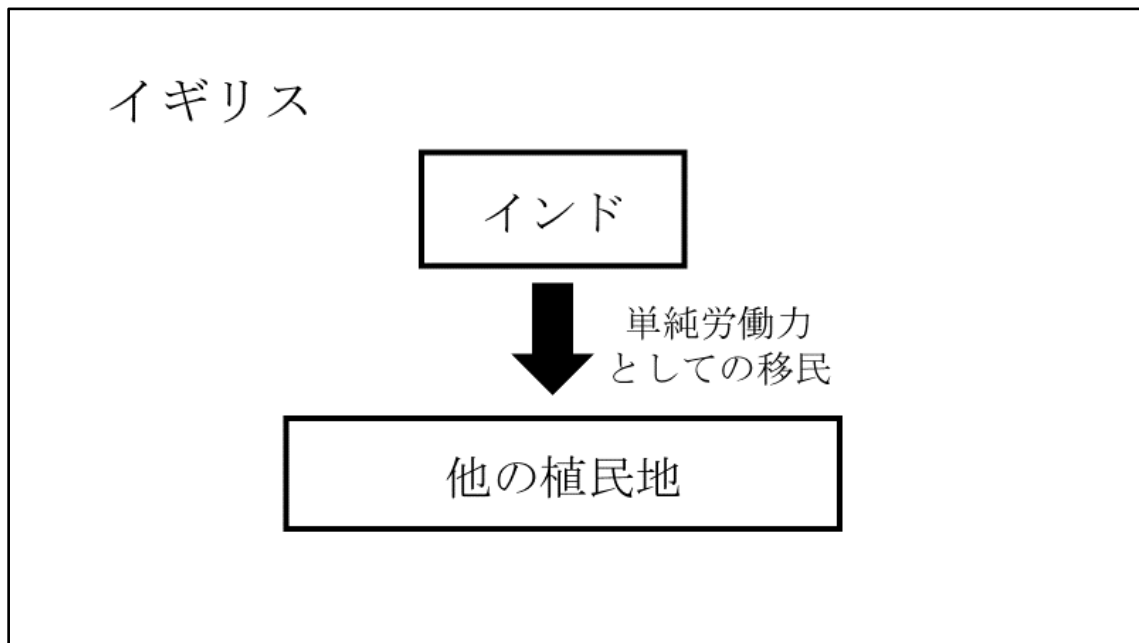 イギリス
インド
単純労働力
としての移民
他の植民地